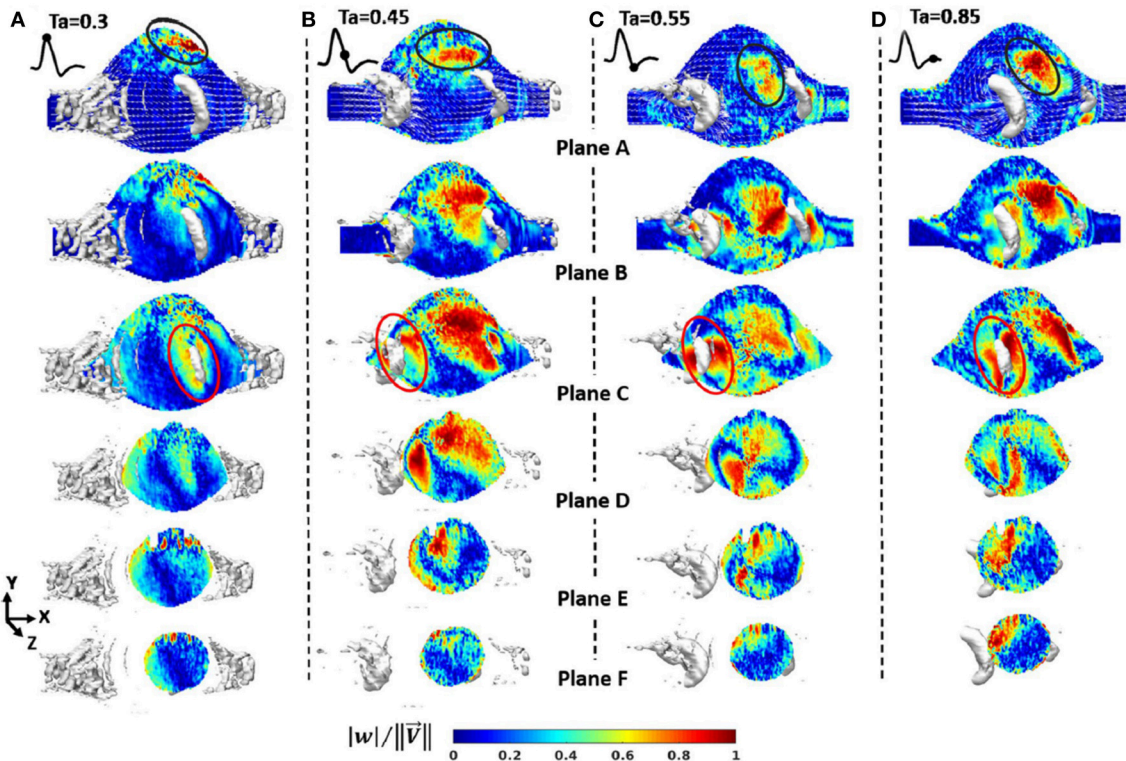 A Ta=0.3
B Ta=0.45
C Ta=0.55
D Ta=0.85
Plane A
Plane B
Plane C
Plane D
Plane E
Plane F
Y
X
Z
|w|/‖V⃗‖
0 0.2 0.4 0.6 0.8 1